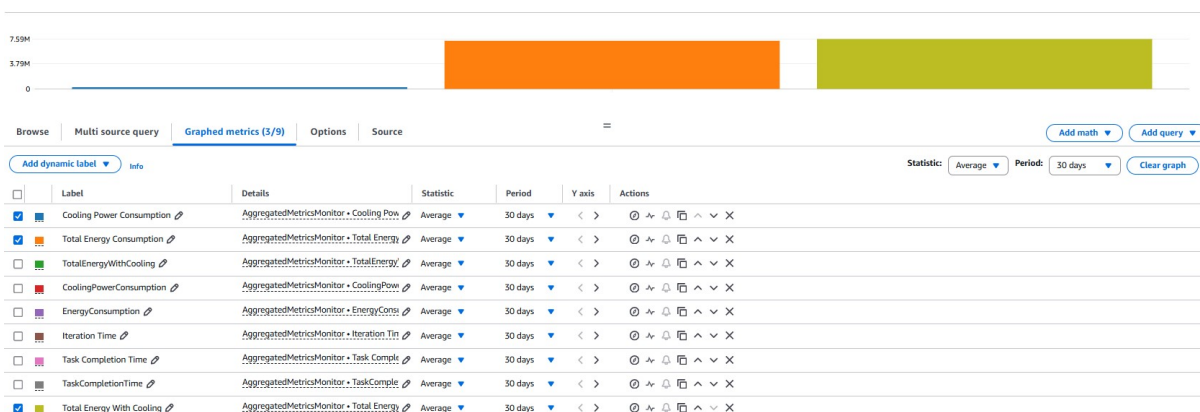 7.59M
3.79M
0
Browse Multi source query Graphed metrics (3/9) Options Source = Add math Add query
Add dynamic label Info Statistic: Average Period: 30 days Clear graph
Label Details Statistic Period Y axis Actions
Cooling Power Consumption AggregatedMetricsMonitor • Cooling Pow Average 30 days
Total Energy Consumption AggregatedMetricsMonitor • Total Energy Average 30 days
TotalEnergyWithCooling AggregatedMetricsMonitor • TotalEnergy Average 30 days
CoolingPowerConsumption AggregatedMetricsMonitor • CoolingPow Average 30 days
EnergyConsumption AggregatedMetricsMonitor • EnergyCons Average 30 days
Iteration Time AggregatedMetricsMonitor • Iteration Tim Average 30 days
Task Completion Time AggregatedMetricsMonitor • Task Comple Average 30 days
TaskCompletionTime AggregatedMetricsMonitor • TaskComple Average 30 days
Total Energy With Cooling AggregatedMetricsMonitor • Total Energy Average 30 days